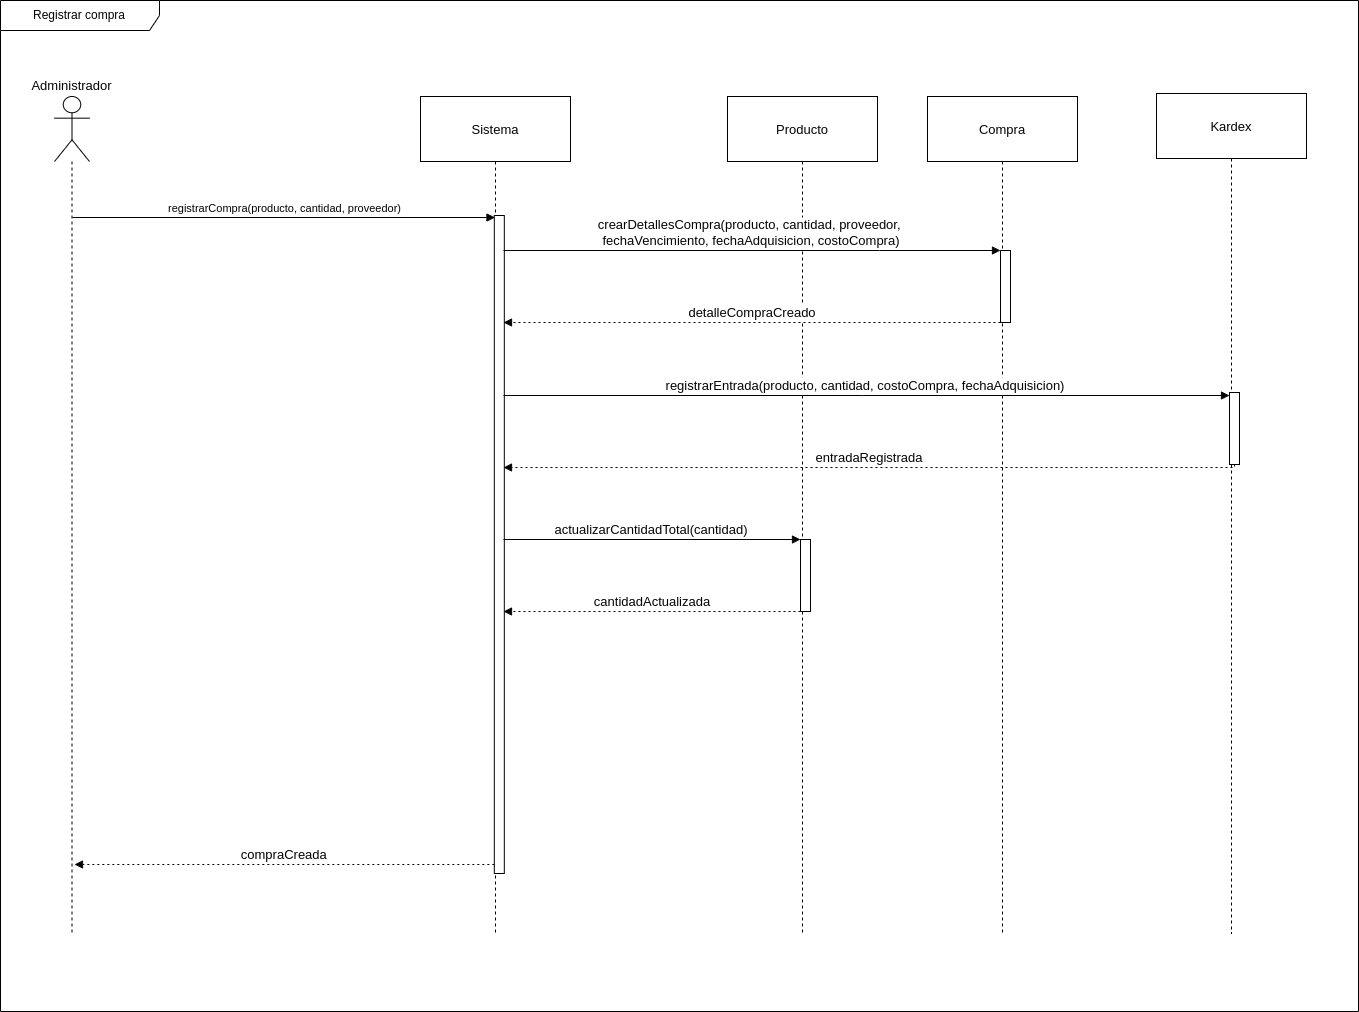 Registrar compra
Administrador
Sistema
Producto
Compra
Kardex
registrarCompra(producto, cantidad, proveedor)
crearDetallesCompra(producto, cantidad, proveedor,
fechaVencimiento, fechaAdquisicion, costoCompra)
detalleCompraCreado
registrarEntrada(producto, cantidad, costoCompra, fechaAdquisicion)
entradaRegistrada
actualizarCantidadTotal(cantidad)
cantidadActualizada
compraCreada